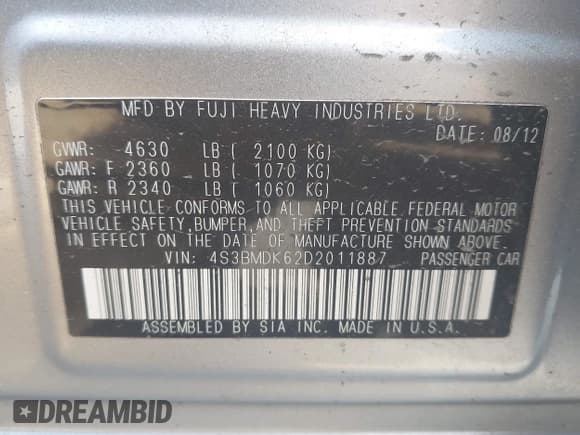 MFD BY FUJI HEAVY INDUSTRIES LTD.
DATE: 08/12
GVWR: 4630 LB ( 2100 KG)
GAWR: F 2360 LB ( 1070 KG)
GAWR: R 2340 LB ( 1060 KG)
THIS VEHICLE CONFORMS TO ALL APPLICABLE FEDERAL MOTOR
VEHICLE SAFETY, BUMPER, AND THEFT PREVENTION STANDARDS
IN EFFECT ON THE DATE OF MANUFACTURE SHOWN ABOVE.
VIN: 4S3BMDK62D2011887 PASSENGER CAR
ASSEMBLED BY SIA INC. MADE IN U.S.A.
DREAMBID